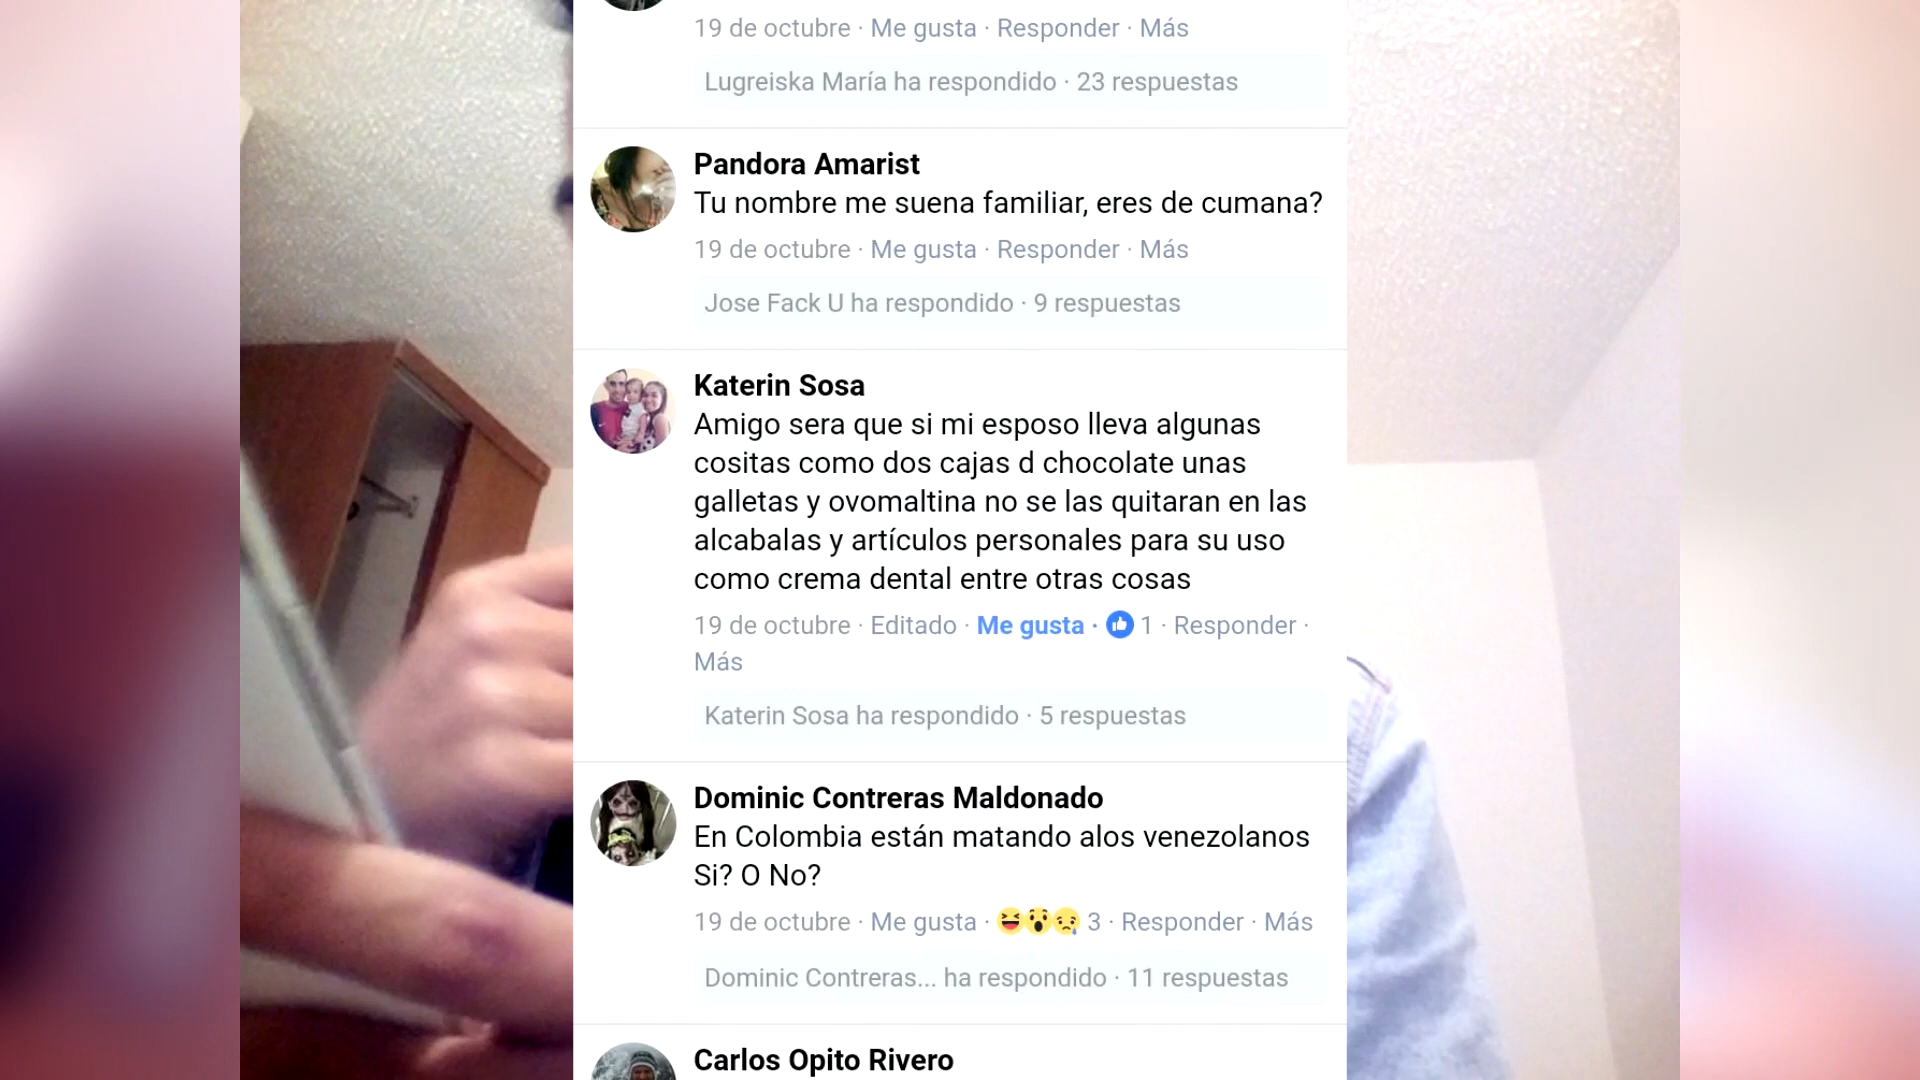 19 de octubre · Me gusta · Responder · Más
Lugreiska María ha respondido · 23 respuestas
Pandora Amarist
Tu nombre me suena familiar, eres de cumana?
19 de octubre · Me gusta · Responder · Más
Jose Fack U ha respondido · 9 respuestas
Katerin Sosa
Amigo sera que si mi esposo lleva algunas
cositas como dos cajas d chocolate unas
galletas y ovomaltina no se las quitaran en las
alcabalas y artículos personales para su uso
como crema dental entre otras cosas
19 de octubre · Editado · Me gusta · 1 · Responder ·
Más
Katerin Sosa ha respondido · 5 respuestas
Dominic Contreras Maldonado
En Colombia están matando alos venezolanos
Si? O No?
19 de octubre · Me gusta · 😆😮😢 3 · Responder · Más
Dominic Contreras... ha respondido · 11 respuestas
Carlos Opito Rivero